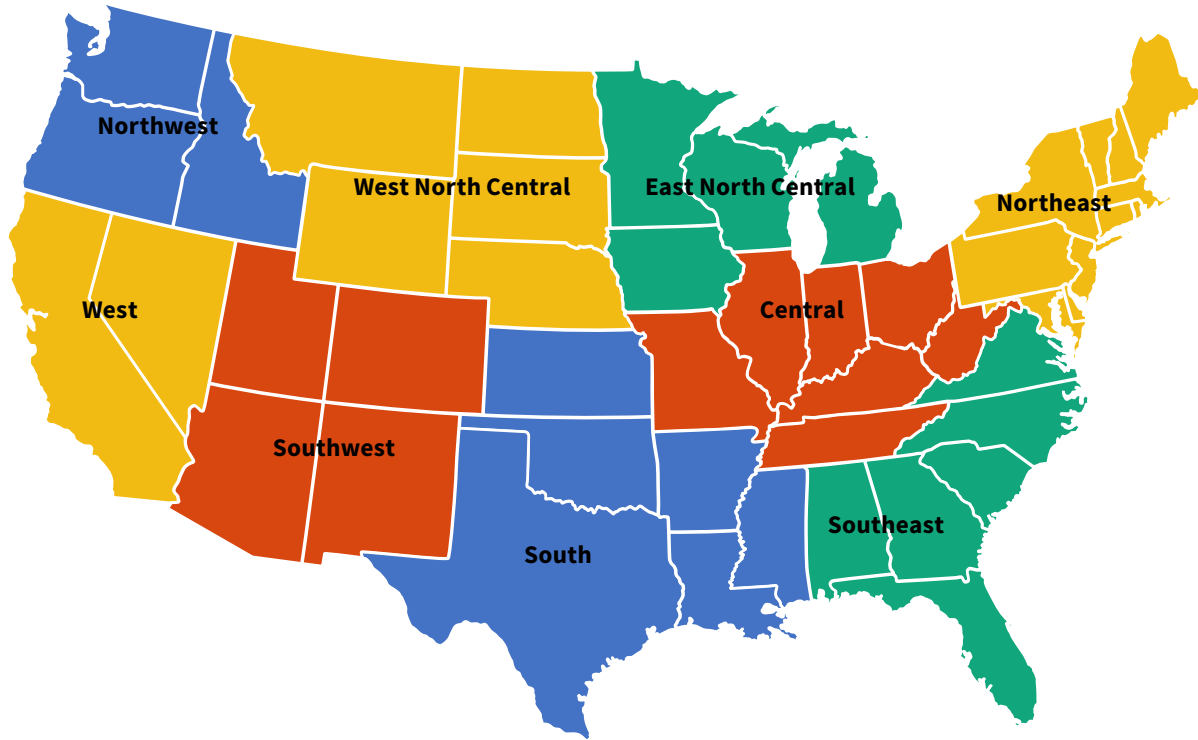 Northwest
West North Central
East North Central
Northeast
West
Central
Southwest
Southeast
South